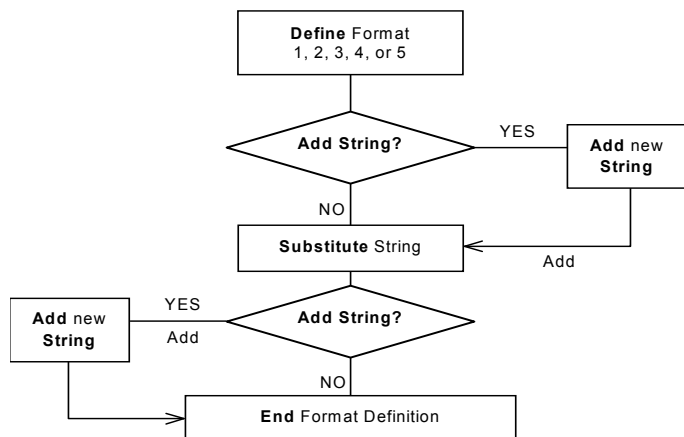 Define Format
1, 2, 3, 4, or 5
Add String?
YES
Add new
String
NO
Substitute String
Add
YES
Add new
String
Add
Add String?
NO
End Format Definition